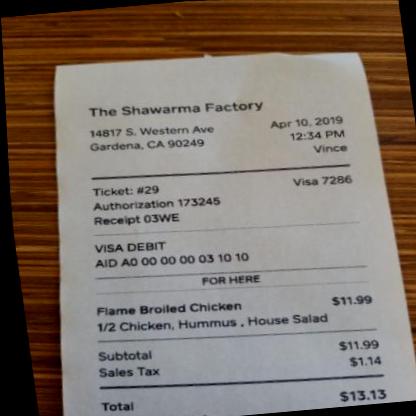 The Shawarma Factory
14817 S. Western Ave Apr 10, 2019
Gardena, CA 90249 12:34 PM
Vince
Ticket: #29 Visa 7286
Authorization 173245
Receipt 03WE
VISA DEBIT
AID A0 00 00 00 03 10 10
FOR HERE
Flame Broiled Chicken $11.99
1/2 Chicken, Hummus , House Salad
Subtotal $11.99
Sales Tax $1.14
Total $13.13